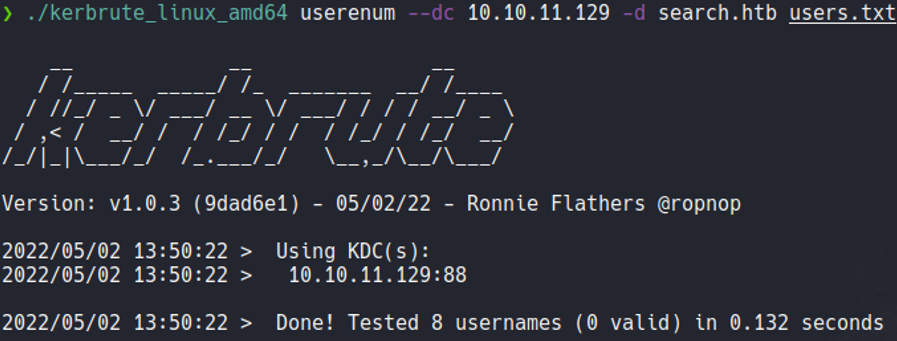 ❯ ./kerbrute_linux_amd64 userenum --dc 10.10.11.129 -d search.htb users.txt
    __             __               __
   / /_____  _____/ /_  _______  __/ /____
  / //_/ _ \/ ___/ __ \/ ___/ / / / __/ _ \
 / ,< /  __/ /  / /_/ / /  / /_/ / /_/  __/
/_/|_|\___/_/  /_.___/_/   \__,_/\__/\___/
Version: v1.0.3 (9dad6e1) - 05/02/22 - Ronnie Flathers @ropnop
2022/05/02 13:50:22 >  Using KDC(s):
2022/05/02 13:50:22 >   10.10.11.129:88
2022/05/02 13:50:22 >  Done! Tested 8 usernames (0 valid) in 0.132 seconds